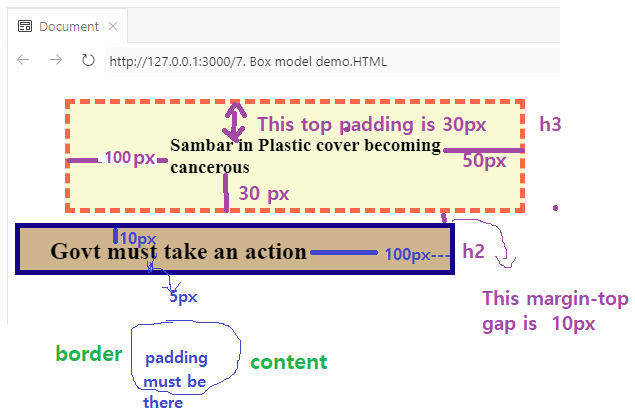 Document
http://127.0.0.1:3000/7. Box model demo.HTML
This top padding is 30px
h3
Sambar in Plastic cover becoming
cancerous
100 px
50px
30 px
10px
Govt must take an action
100px---
h2
5px
This margin-top
gap is 10px
border
padding
must be
there
content